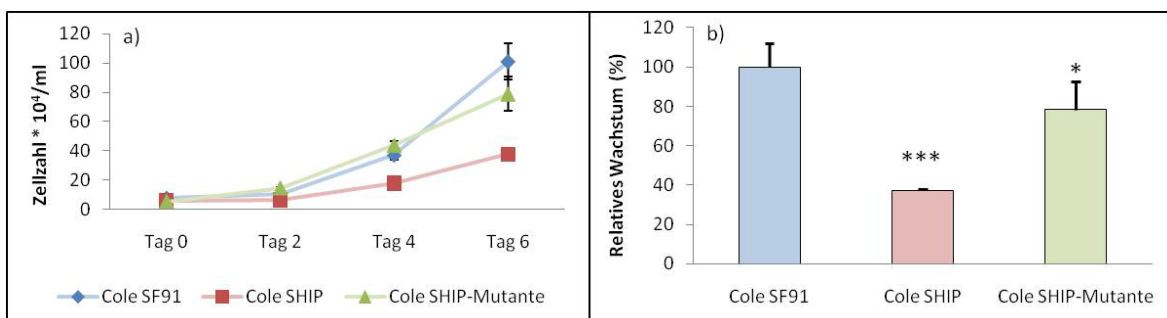 a)
Zellzahl * 10⁴/ml
120
100
80
60
40
20
0
Tag 0 Tag 2 Tag 4 Tag 6
Cole SF91 Cole SHIP Cole SHIP-Mutante
b)
Relatives Wachstum (%)
120
100
80
60
40
20
0
***
*
Cole SF91 Cole SHIP Cole SHIP-Mutante